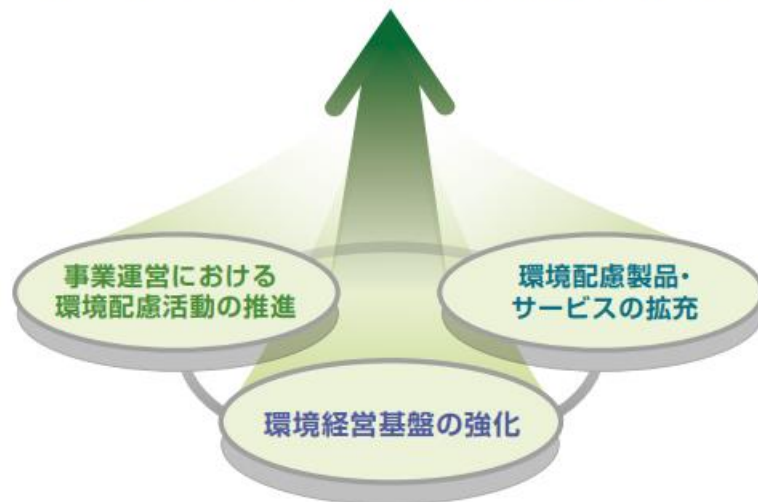 事業運営における
環境配慮活動の推進
環境配慮製品・
サービスの拡充
環境経営基盤の強化